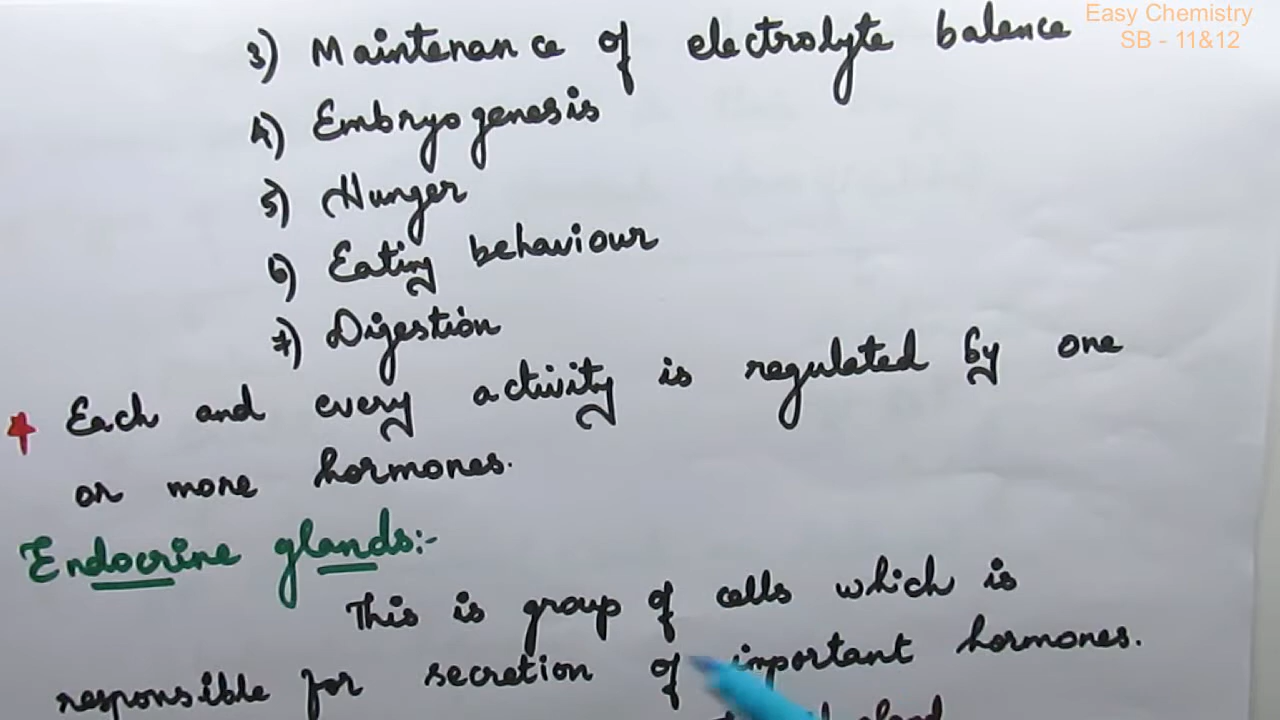 Easy Chemistry
SB - 11&12
3) Maintenance of electrolyte balence
4) Embryogenesis
5) Hunger
6) Eating behaviour
7) Digestion
Each and every activity is regulated by one
or more hormones.
Endocrine glands:-
This is group of cells which is
responsible for secretion of important hormones.
gland